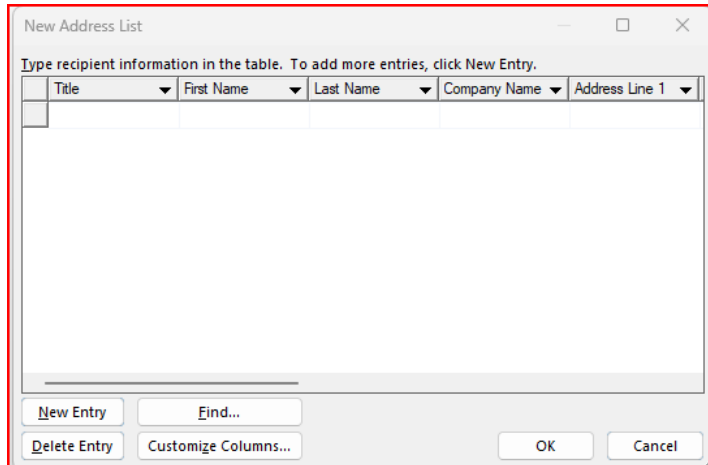 New Address List
Type recipient information in the table. To add more entries, click New Entry.
Title First Name Last Name Company Name Address Line 1
New Entry Find...
Delete Entry Customize Columns... OK Cancel